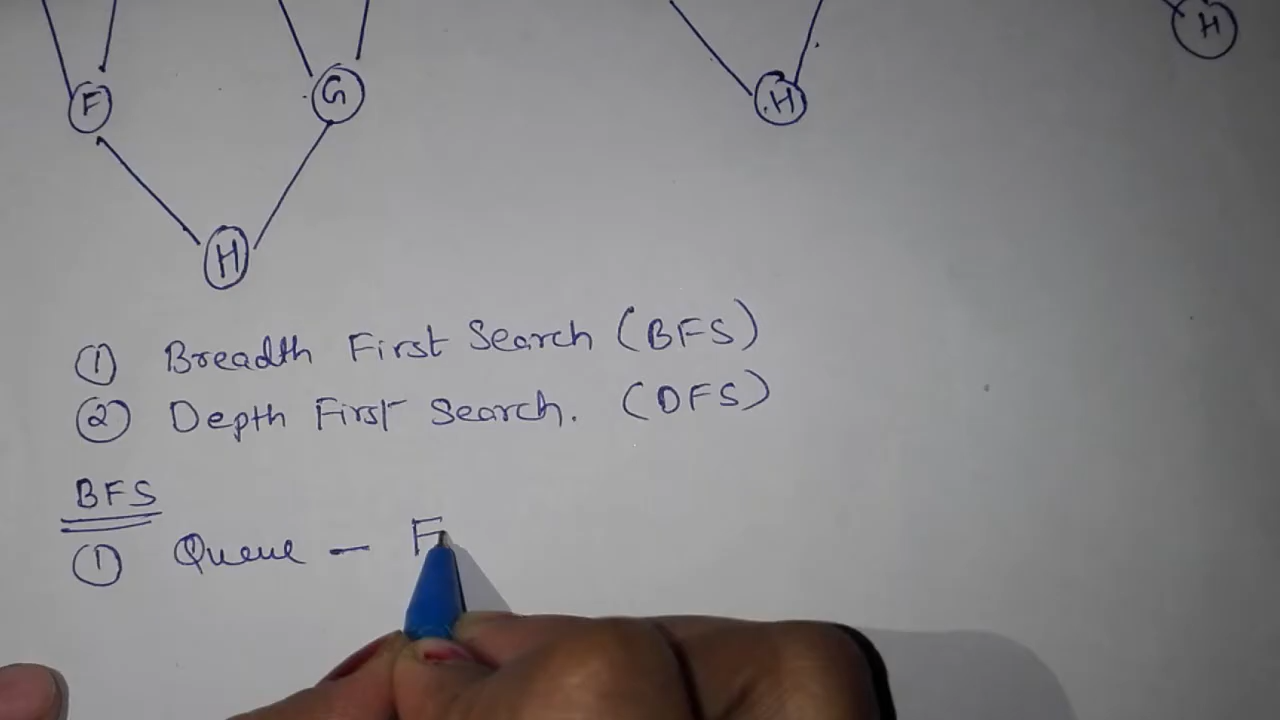 H
F
G
H
H
① Breadth First Search (BFS)
② Depth First Search. (DFS)
BFS
① Queue — F